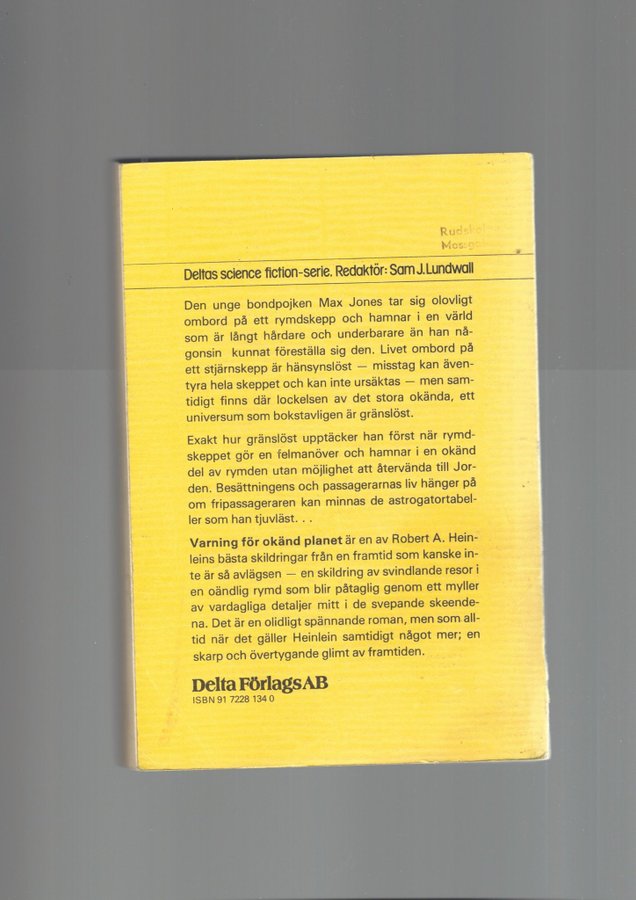 Deltas science fiction-serie. Redaktör: Sam J. Lundwall
Den unge bondpojken Max Jones tar sig olovligt
ombord på ett rymdskepp och hamnar i en värld
som är långt hårdare och underbarare än han nå-
gonsin kunnat föreställa sig den. Livet ombord på
ett stjärnskepp är hänsynslöst — misstag kan även-
tyra hela skeppet och kan inte ursäktas — men sam-
tidigt finns där lockelsen av det stora okända, ett
universum som bokstavligen är gränslöst.
Exakt hur gränslöst upptäcker han först när rymd-
skeppet gör en felmanöver och hamnar i en okänd
del av rymden utan möjlighet att återvända till Jor-
den. Besättningens och passagerarnas liv hänger på
om fripassageraren kan minnas de astrogatortabel-
ler som han tjuvläst. . .
Varning för okänd planet är en av Robert A. Hein-
leins bästa skildringar från en framtid som kanske in-
te är så avlägsen — en skildring av svindlande resor i
en oändlig rymd som blir påtaglig genom ett myller
av vardagliga detaljer mitt i de svepande skeende-
na. Det är en olidligt spännande roman, men som all-
tid när det gäller Heinlein samtidigt något mer; en
skarp och övertygande glimt av framtiden.
Delta Förlags AB
ISBN 91 7228 134 0